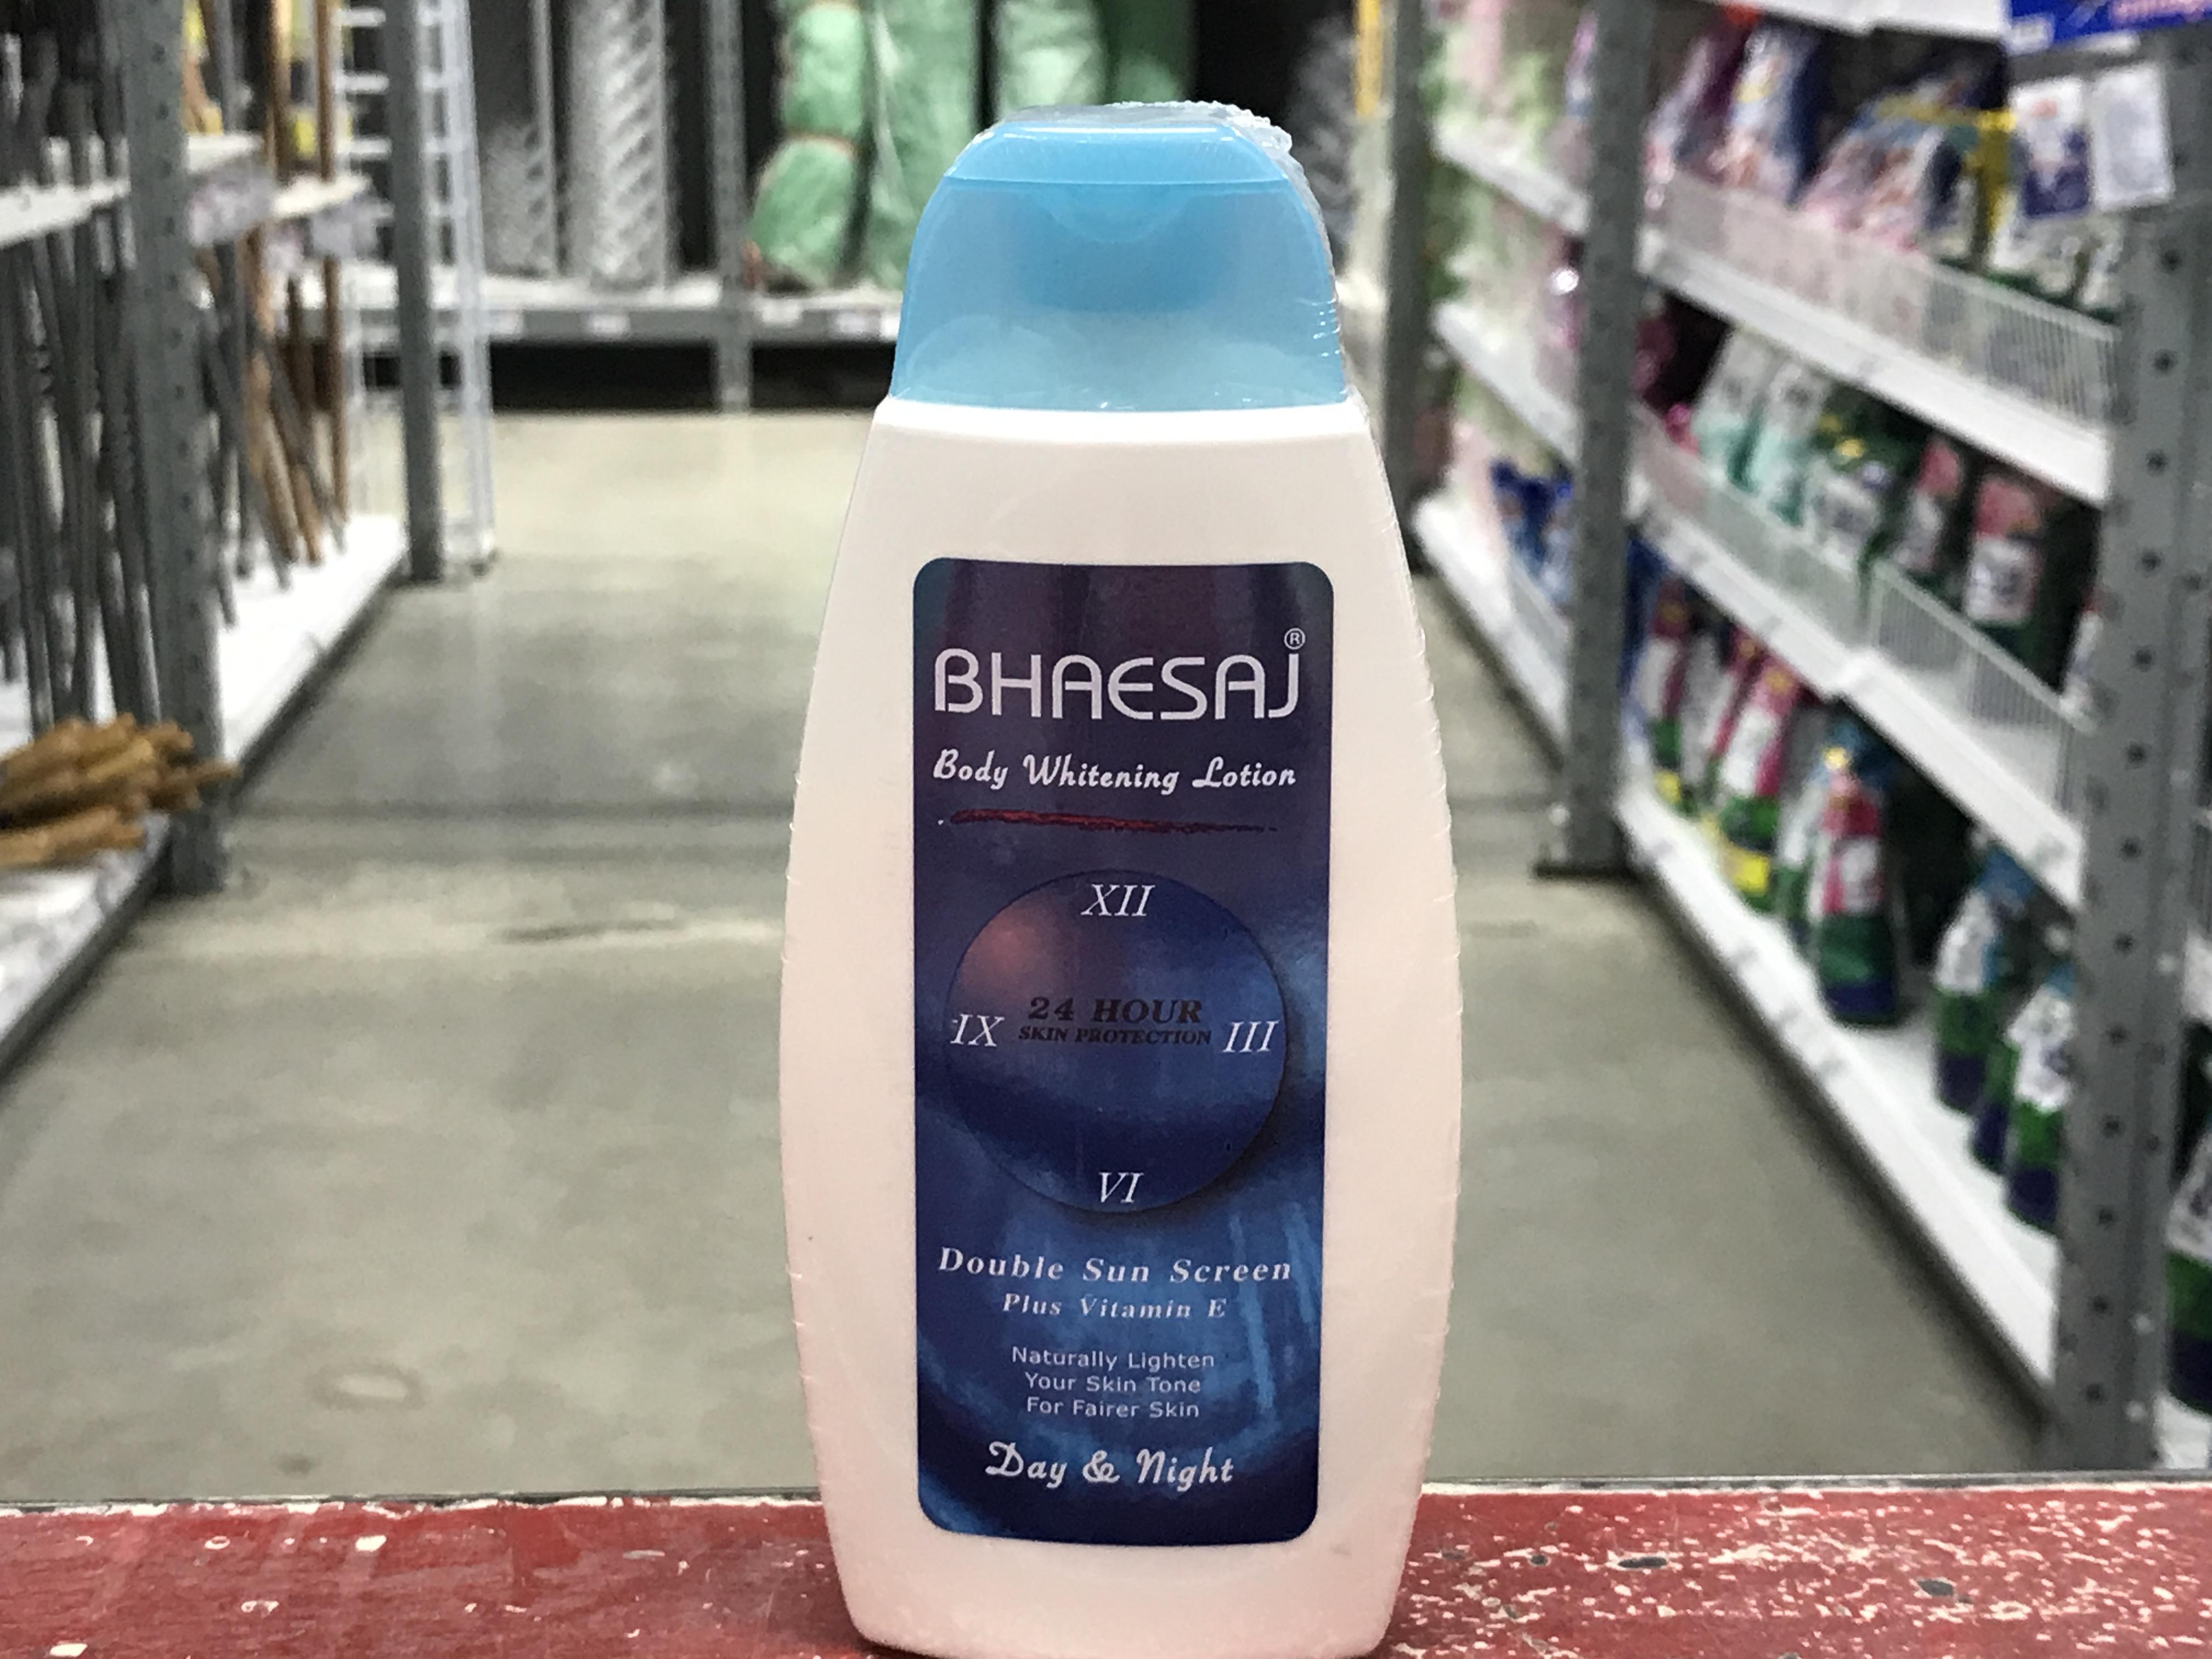 BHAESAJ®
Body Whitening Lotion
XII
24 HOUR
IX SKIN PROTECTION III
VI
Double Sun Screen
Plus Vitamin E
Naturally Lighten
Your Skin Tone
For Fairer Skin
Day & Night